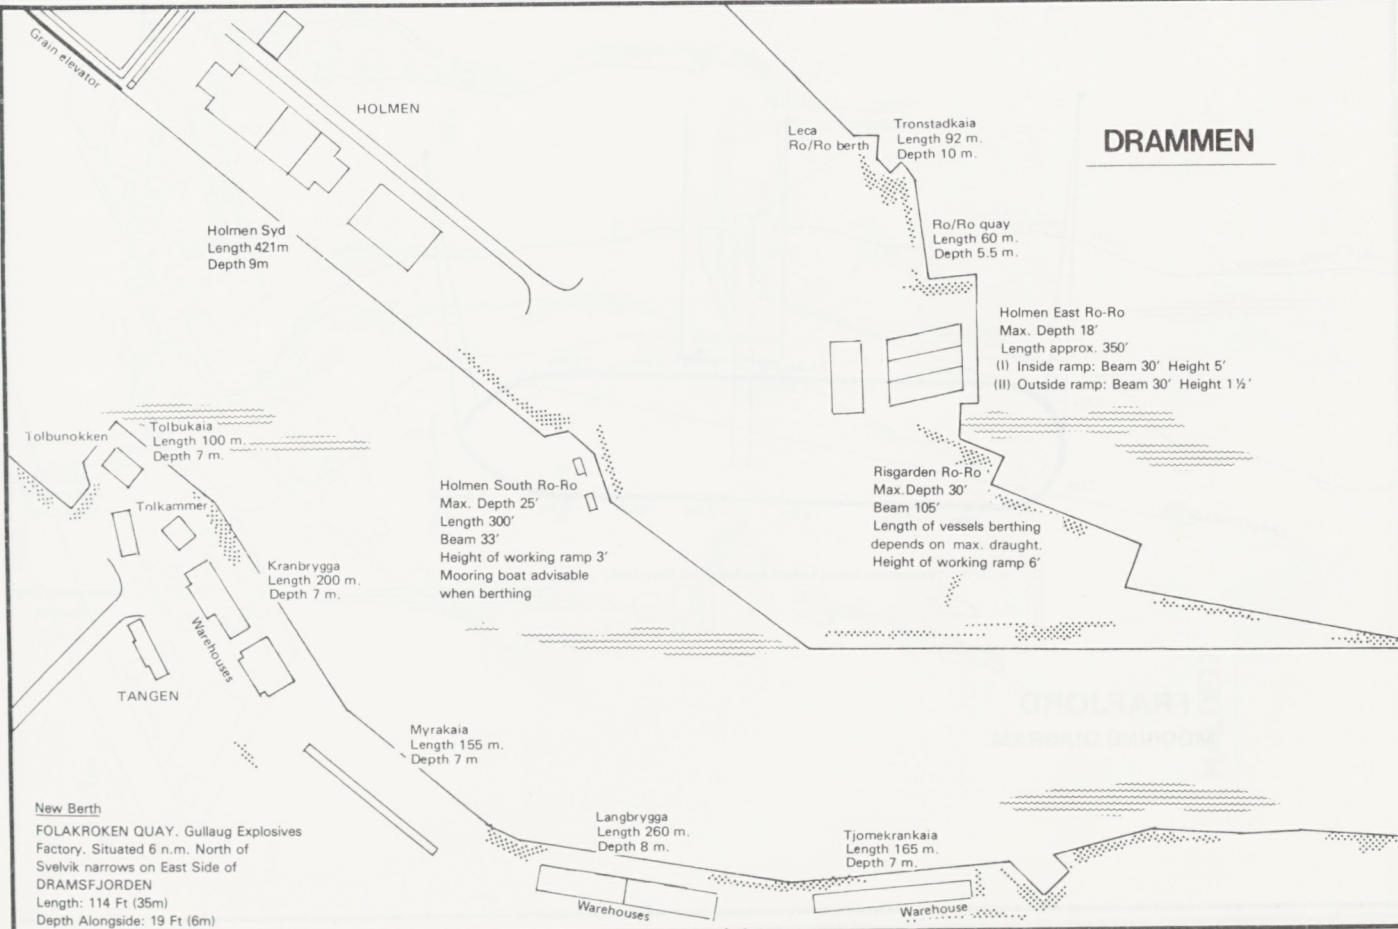 DRAMMEN
Grain elevator
HOLMEN
Leca
Ro/Ro berth
Tronstadkaia
Length 92 m.
Depth 10 m.
Holmen Syd
Length 421m
Depth 9m
Ro/Ro quay
Length 60 m.
Depth 5.5 m.
Holmen East Ro-Ro
Max. Depth 18′
Length approx. 350′
(I) Inside ramp: Beam 30′ Height 5′
(II) Outside ramp: Beam 30′ Height 1½′
Tolbunokken
Tolbukaia
Length 100 m.
Depth 7 m.
Tolkammer
Holmen South Ro-Ro
Max. Depth 25′
Length 300′
Beam 33′
Height of working ramp 3′
Mooring boat advisable
when berthing
Risgarden Ro-Ro
Max.Depth 30′
Beam 105′
Length of vessels berthing
depends on max. draught.
Height of working ramp 6′
Kranbrygga
Length 200 m.
Depth 7 m.
Warehouses
TANGEN
Myrakaia
Length 155 m.
Depth 7 m
Langbrygga
Length 260 m.
Depth 8 m.
Warehouses
Tjomekrankaia
Length 165 m.
Depth 7 m.
Warehouse
New Berth
FOLAKROKEN QUAY. Gullaug Explosives
Factory. Situated 6 n.m. North of
Svelvik narrows on East Side of
DRAMSFJORDEN
Length: 114 Ft (35m)
Depth Alongside: 19 Ft (6m)
FRAFJORD
MOORING DIAGRAM